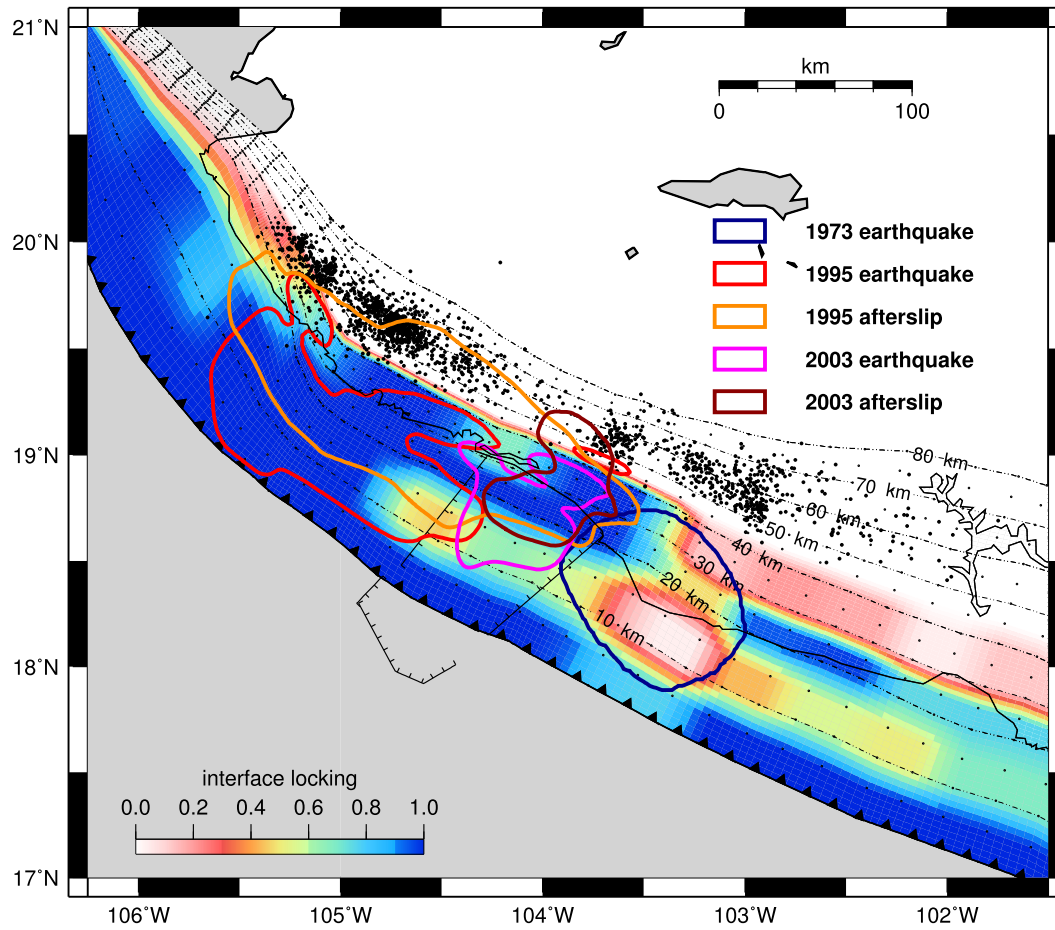 21°N
20°N
19°N
18°N
17°N
km
0 100
1973 earthquake
1995 earthquake
1995 afterslip
2003 earthquake
2003 afterslip
80 km
70 km
60 km
50 km
40 km
30 km
20 km
10 km
interface locking
0.0 0.2 0.4 0.6 0.8 1.0
106°W 105°W 104°W 103°W 102°W